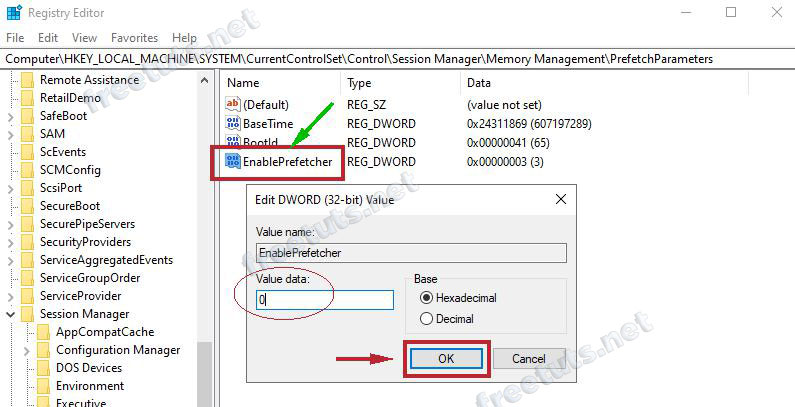 Registry Editor
File Edit View Favorites Help
Computer\HKEY_LOCAL_MACHINE\SYSTEM\CurrentControlSet\Control\Session Manager\Memory Management\PrefetchParameters
Remote Assistance
RetailDemo
SafeBoot
SAM
ScEvents
SCMConfig
ScsiPort
SecureBoot
SecurePipeServers
SecurityProviders
ServiceAggregatedEvents
ServiceGroupOrder
ServiceProvider
Session Manager
AppCompatCache
Configuration Manager
DOS Devices
Environment
Executive
Name Type Data
ab (Default) REG_SZ (value not set)
BaseTime REG_DWORD 0x24311869 (607197289)
BootId REG_DWORD 0x00000041 (65)
EnablePrefetcher REG_DWORD 0x00000003 (3)
Edit DWORD (32-bit) Value
Value name:
EnablePrefetcher
Value data:
0
Base
Hexadecimal
Decimal
OK Cancel
freetuts.net
freetuts.net
freetuts.net
freetuts.net